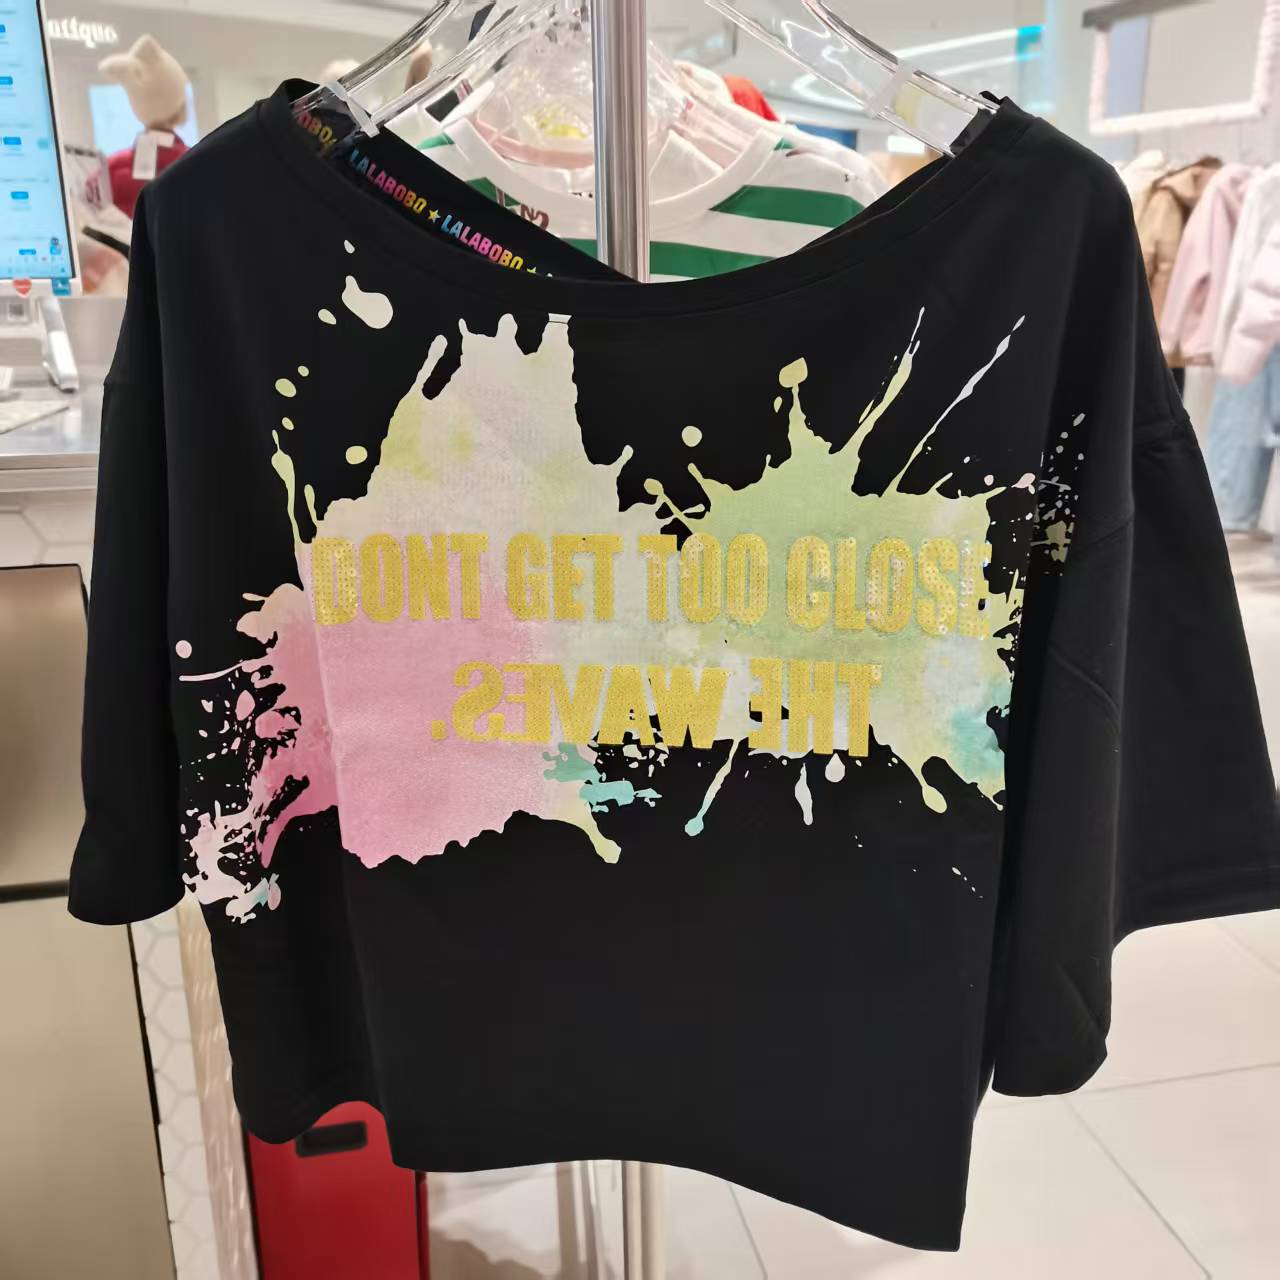 LALABOBO ★ LALABOBO ★
DONT GET TOO CLOSE
THE WAVES.